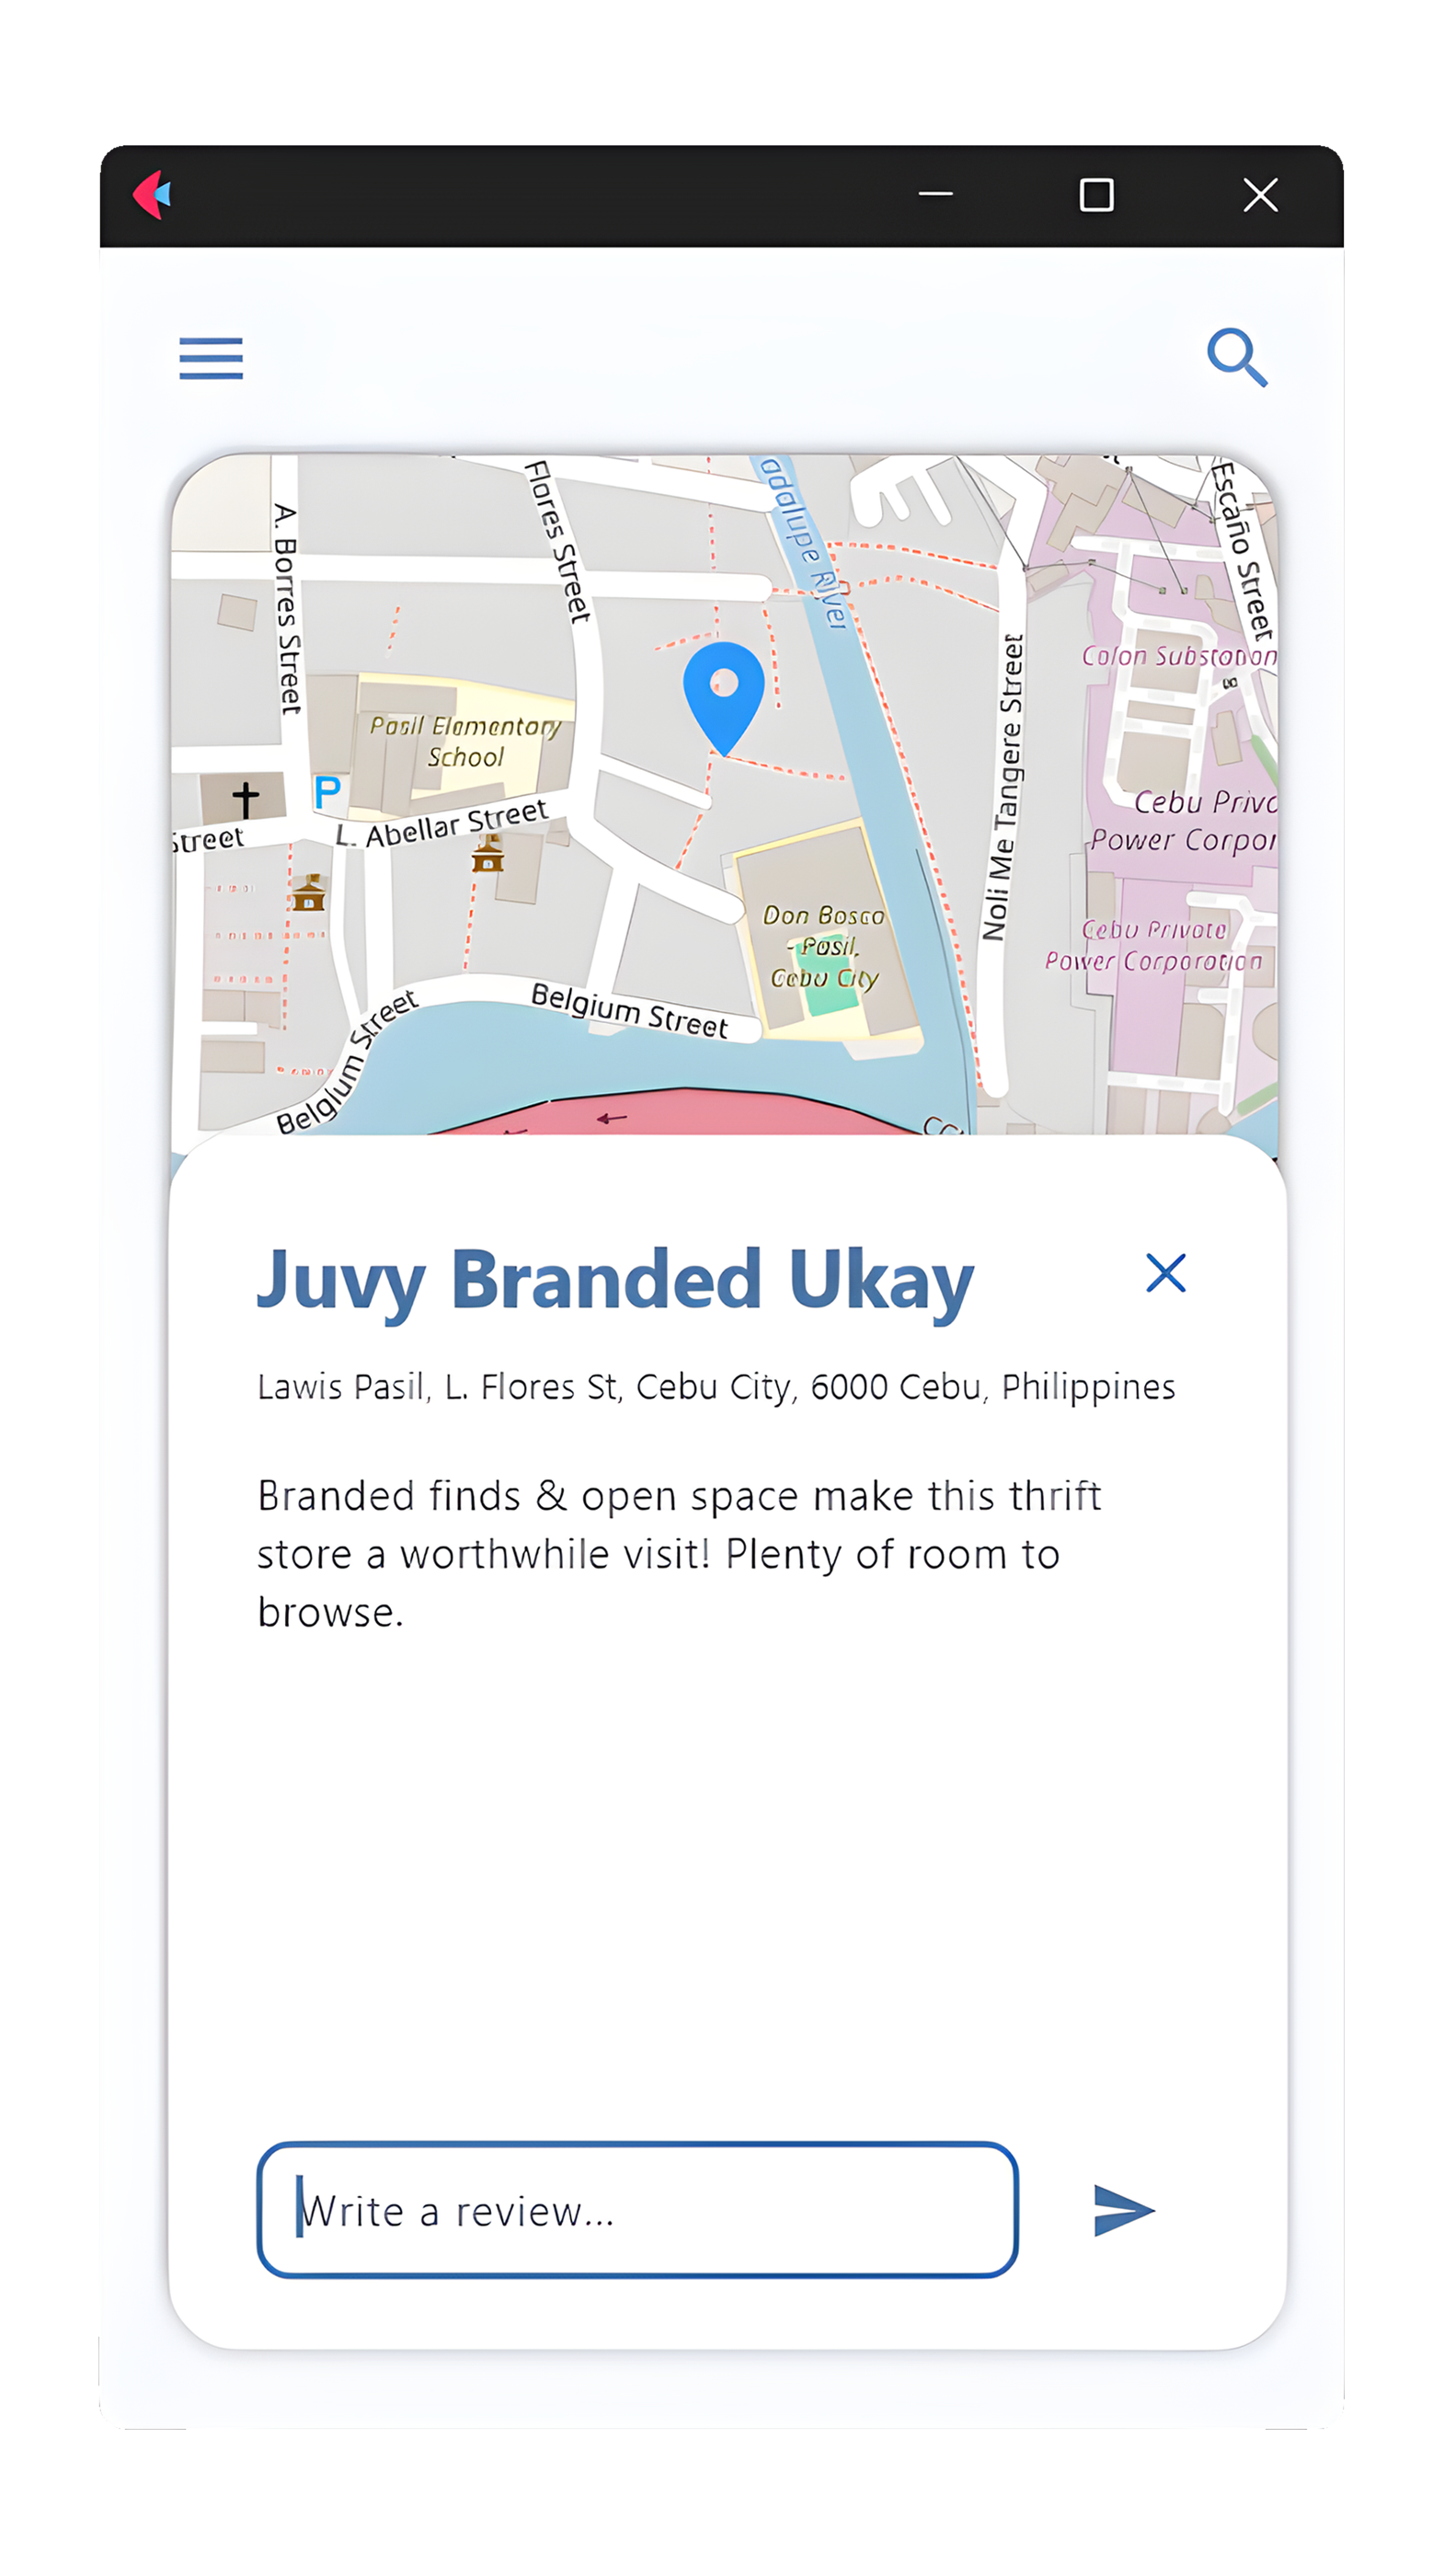 A. Borres Street
Flores Street
adalupe River
Escaño Street
Colon Substation
Pasil Elementary
School
P
Street
L. Abellar Street
Noli Me Tangere Street
Cebu Priva
Power Corpor
Don Bosco
- Pasil,
Cebu City
Cebu Private
Power Corporation
Belgium Street
Belgium Street
Juvy Branded Ukay
Lawis Pasil, L. Flores St, Cebu City, 6000 Cebu, Philippines
Branded finds & open space make this thrift
store a worthwhile visit! Plenty of room to
browse.
Write a review...